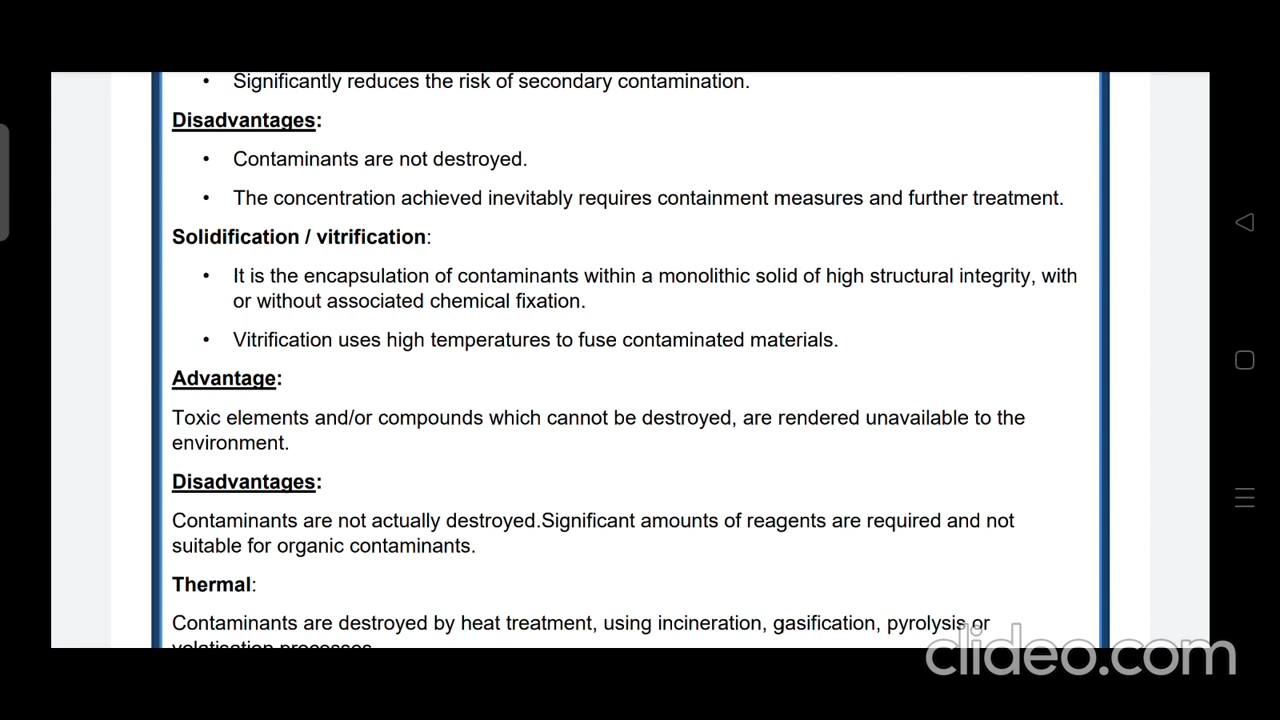 • Significantly reduces the risk of secondary contamination.
Disadvantages:
• Contaminants are not destroyed.
• The concentration achieved inevitably requires containment measures and further treatment.
Solidification / vitrification:
• It is the encapsulation of contaminants within a monolithic solid of high structural integrity, with
or without associated chemical fixation.
• Vitrification uses high temperatures to fuse contaminated materials.
Advantage:
Toxic elements and/or compounds which cannot be destroyed, are rendered unavailable to the
environment.
Disadvantages:
Contaminants are not actually destroyed.Significant amounts of reagents are required and not
suitable for organic contaminants.
Thermal:
Contaminants are destroyed by heat treatment, using incineration, gasification, pyrolysis or
processes
clideo.com